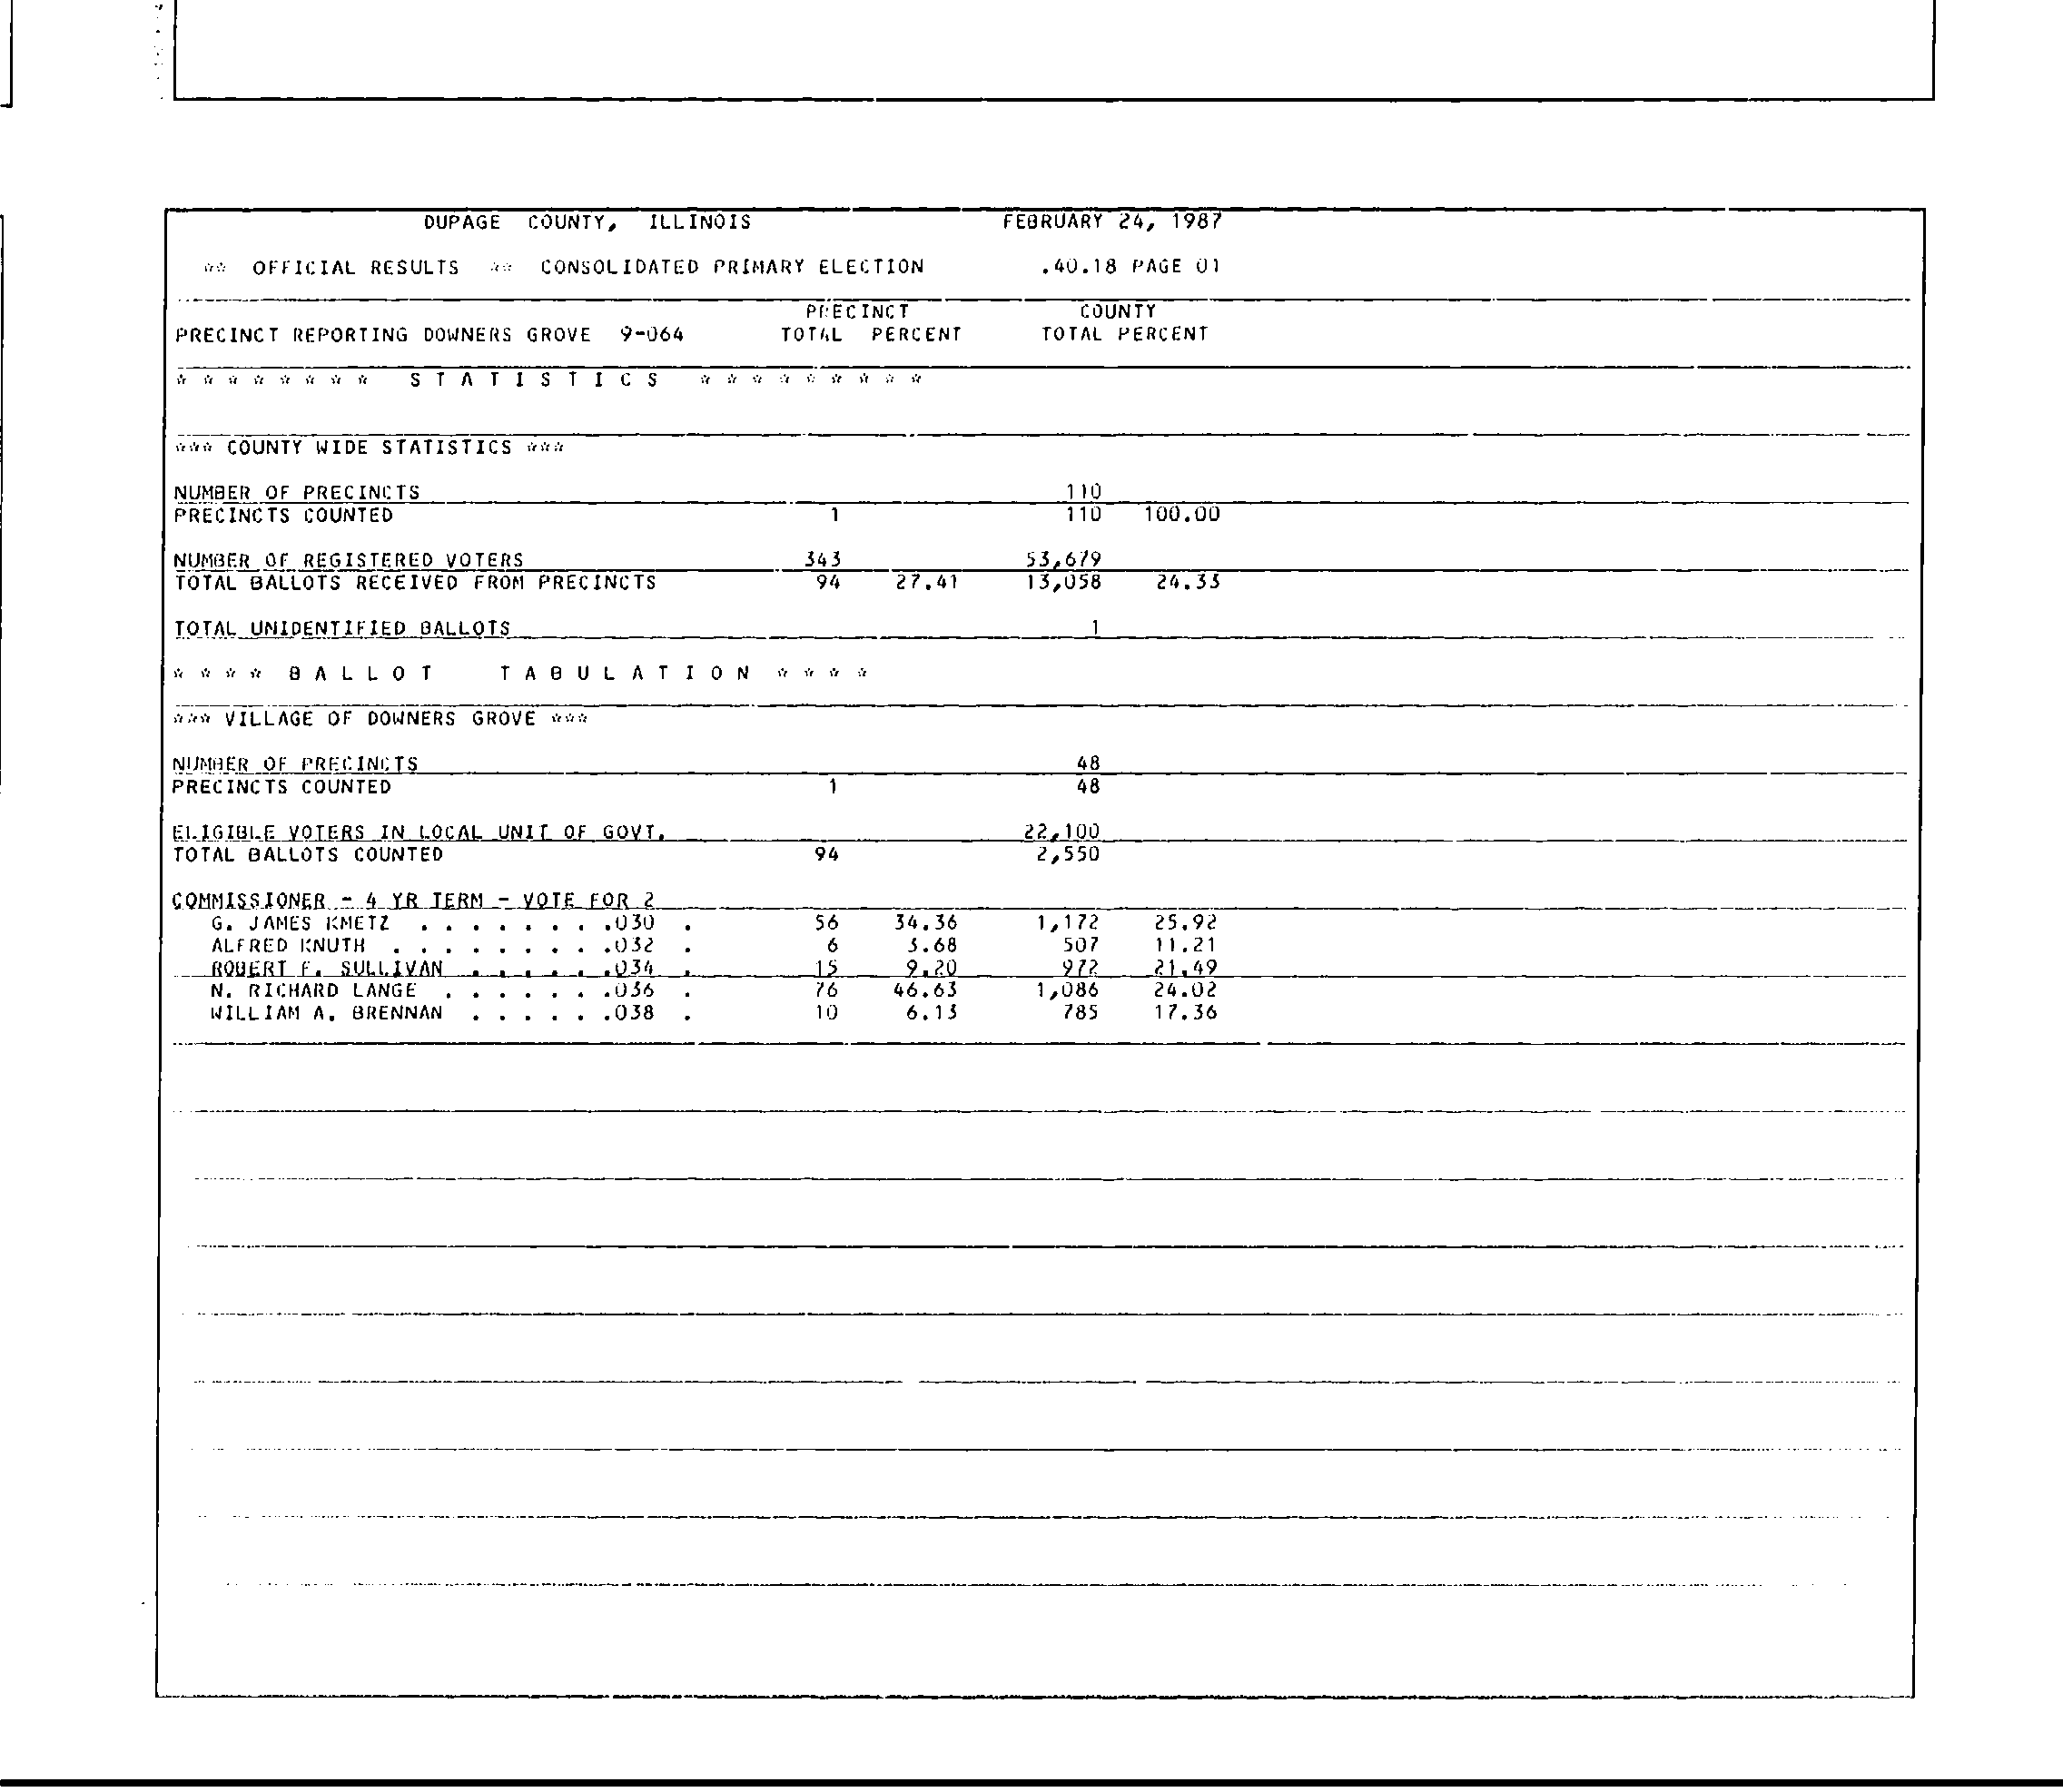 DUPAGE COUNTY, ILLINOIS FEBRUARY 24, 1987
** OFFICIAL RESULTS ** CONSOLIDATED PRIMARY ELECTION .40.18 PAGE 01
PRECINCT COUNTY
PRECINCT REPORTING DOWNERS GROVE 9-064 TOTAL PERCENT TOTAL PERCENT
* * * * * * * * S T A T I S T I C S * * * * * * * * *
*** COUNTY WIDE STATISTICS ***
NUMBER OF PRECINCTS 110
PRECINCTS COUNTED 1 110 100.00
NUMBER OF REGISTERED VOTERS 343 53,679
TOTAL BALLOTS RECEIVED FROM PRECINCTS 94 27.41 13,058 24.33
TOTAL UNIDENTIFIED BALLOTS 1
* * * * B A L L O T T A B U L A T I O N * * * *
*** VILLAGE OF DOWNERS GROVE ***
NUMBER OF PRECINCTS 48
PRECINCTS COUNTED 1 48
ELIGIBLE VOTERS IN LOCAL UNIT OF GOVT. 22,100
TOTAL BALLOTS COUNTED 94 2,550
COMMISSIONER - 4 YR TERM - VOTE FOR 2
G. JAMES KMETZ . . . . . . . .030 . 56 34.36 1,172 25.92
ALFRED KNUTH . . . . . . . . .032 . 6 3.68 507 11.21
ROBERT F. SULLIVAN . . . . . .034 . 15 9.20 972 21.49
N. RICHARD LANGE . . . . . . .036 . 76 46.63 1,086 24.02
WILLIAM A. BRENNAN . . . . . .038 . 10 6.13 785 17.36